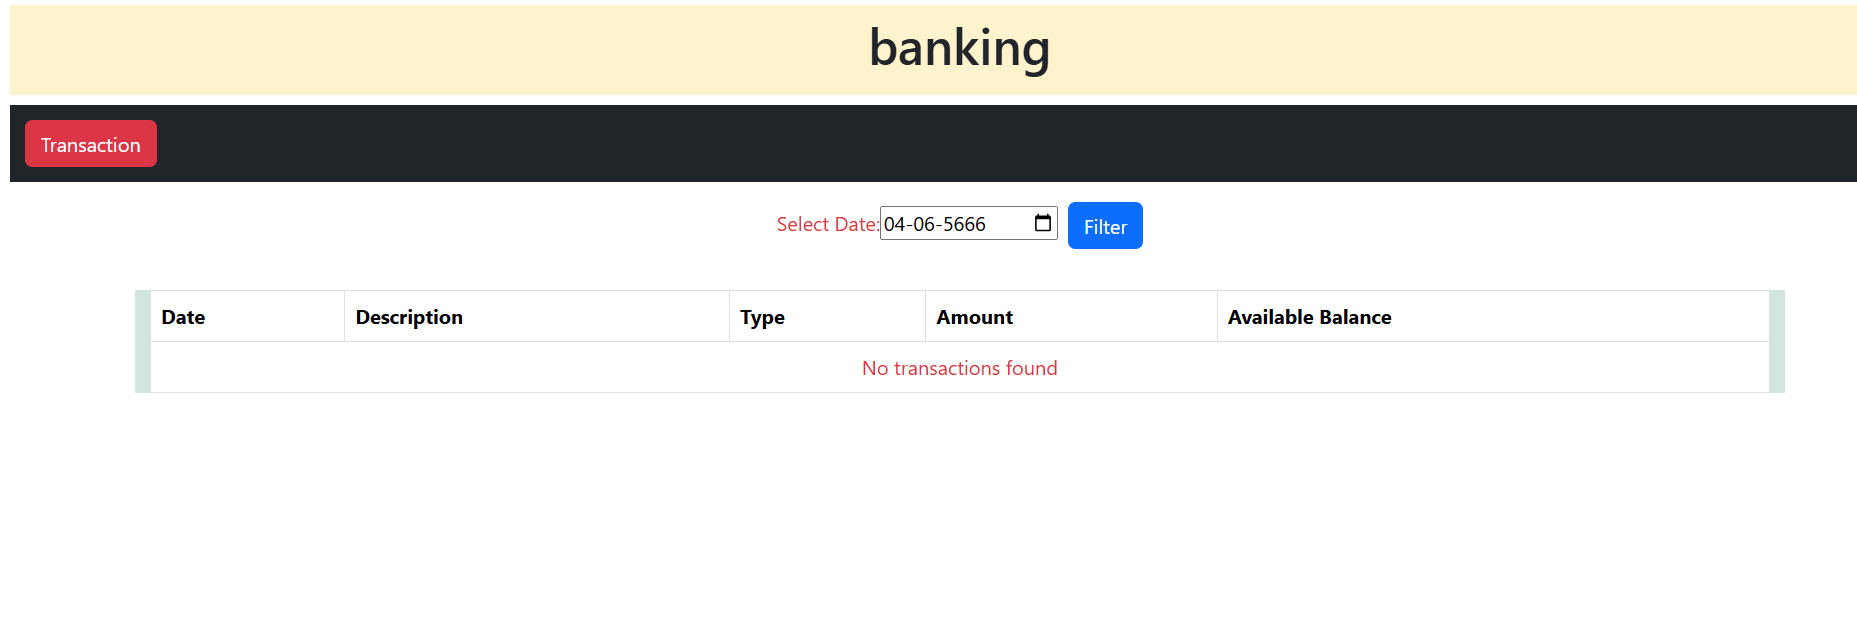 banking
Transaction
Select Date: 04-06-5666 Filter
Date Description Type Amount Available Balance
No transactions found